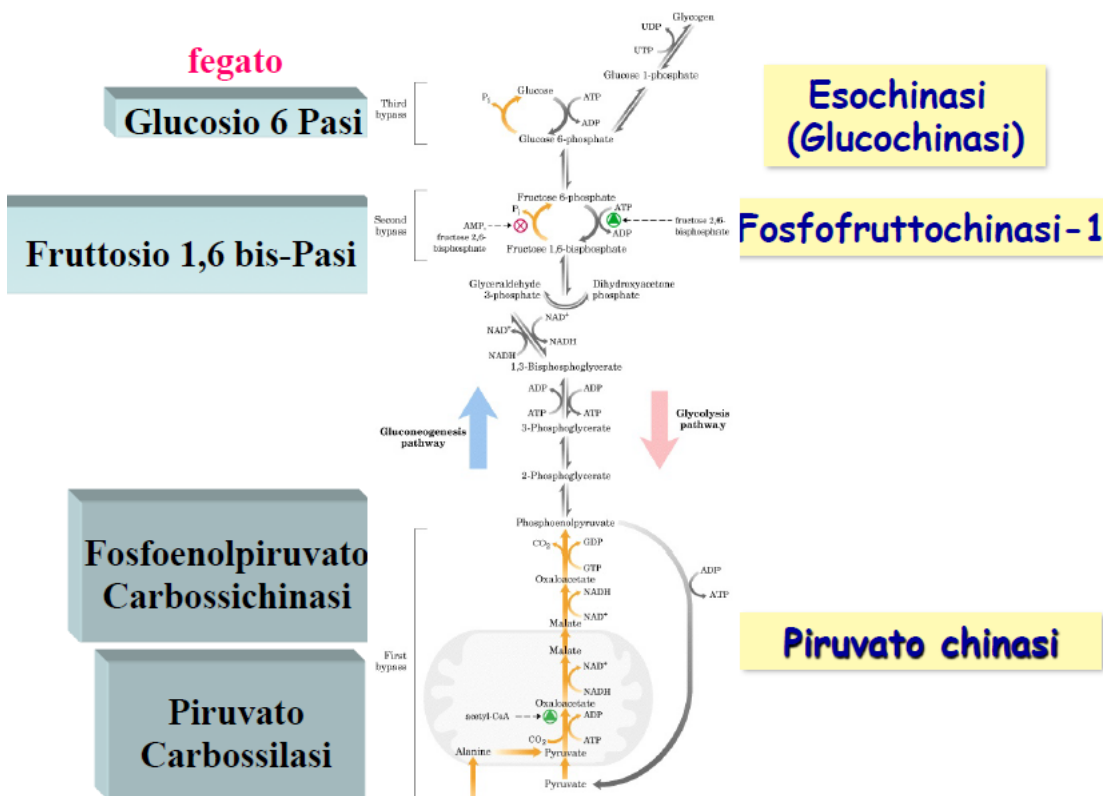 fegato
Glucosio 6 Pasi
Fruttosio 1,6 bis-Pasi
Fosfoenolpiruvato
Carbossichinasi
Piruvato
Carbossilasi
Third
bypass
Second
bypass
First
bypass
Glycogen
UDP
UTP
Glucose 1-phosphate
Pi
Glucose
ATP
ADP
Glucose 6-phosphate
Fructose 6-phosphate
Pi
ATP
AMP,
fructose 2,6-
bisphosphate
ADP
fructose 2,6-
bisphosphate
Fructose 1,6-bisphosphate
Glyceraldehyde
3-phosphate
Dihydroxyacetone
phosphate
NAD+
NAD+
NADH
NADH
1,3-Bisphosphoglycerate
ADP
ADP
ATP
ATP
3-Phosphoglycerate
Gluconeogenesis
pathway
Glycolysis
pathway
2-Phosphoglycerate
Phosphoenolpyruvate
CO2
GDP
GTP
Oxaloacetate
NADH
NAD+
Malate
Malate
NAD+
NADH
Oxaloacetate
acetyl-CoA
ADP
CO2
ATP
Alanine
Pyruvate
Pyruvate
ADP
ATP
Esochinasi
(Glucochinasi)
Fosfofruttochinasi-1
Piruvato chinasi